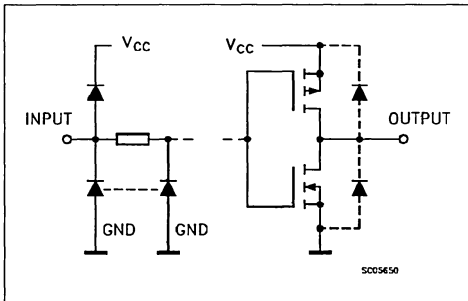 VCC
VCC
INPUT
OUTPUT
GND
GND
SC05650